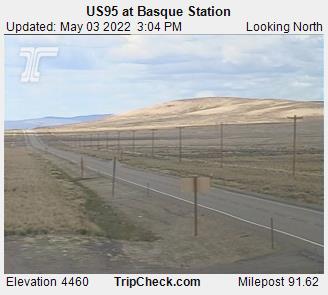 US95 at Basque Station
Updated: May 03 2022 3:04 PM Looking North
Elevation 4460 TripCheck.com Milepost 91.62